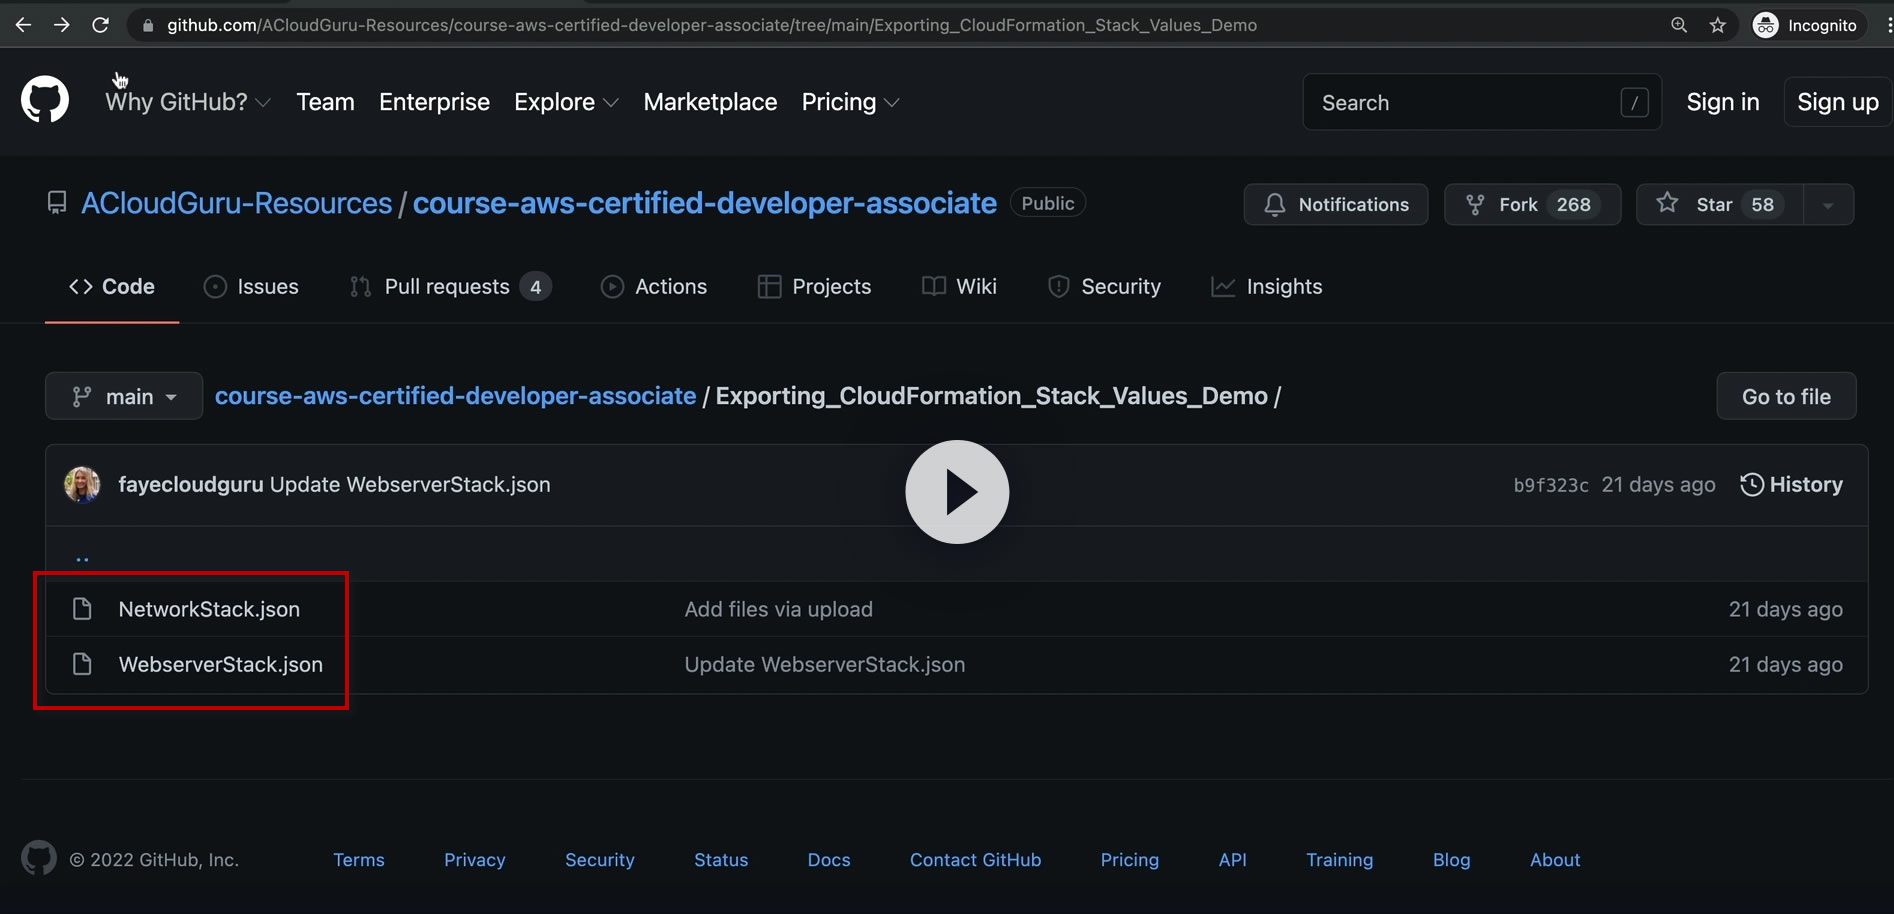 github.com/ACloudGuru-Resources/course-aws-certified-developer-associate/tree/main/Exporting_CloudFormation_Stack_Values_Demo Incognito
Why GitHub? Team Enterprise Explore Marketplace Pricing Search / Sign in Sign up
ACloudGuru-Resources / course-aws-certified-developer-associate Public Notifications Fork 268 Star 58
Code Issues Pull requests 4 Actions Projects Wiki Security Insights
main course-aws-certified-developer-associate / Exporting_CloudFormation_Stack_Values_Demo / Go to file
fayecloudguru Update WebserverStack.json b9f323c 21 days ago History
..
NetworkStack.json Add files via upload 21 days ago
WebserverStack.json Update WebserverStack.json 21 days ago
© 2022 GitHub, Inc. Terms Privacy Security Status Docs Contact GitHub Pricing API Training Blog About